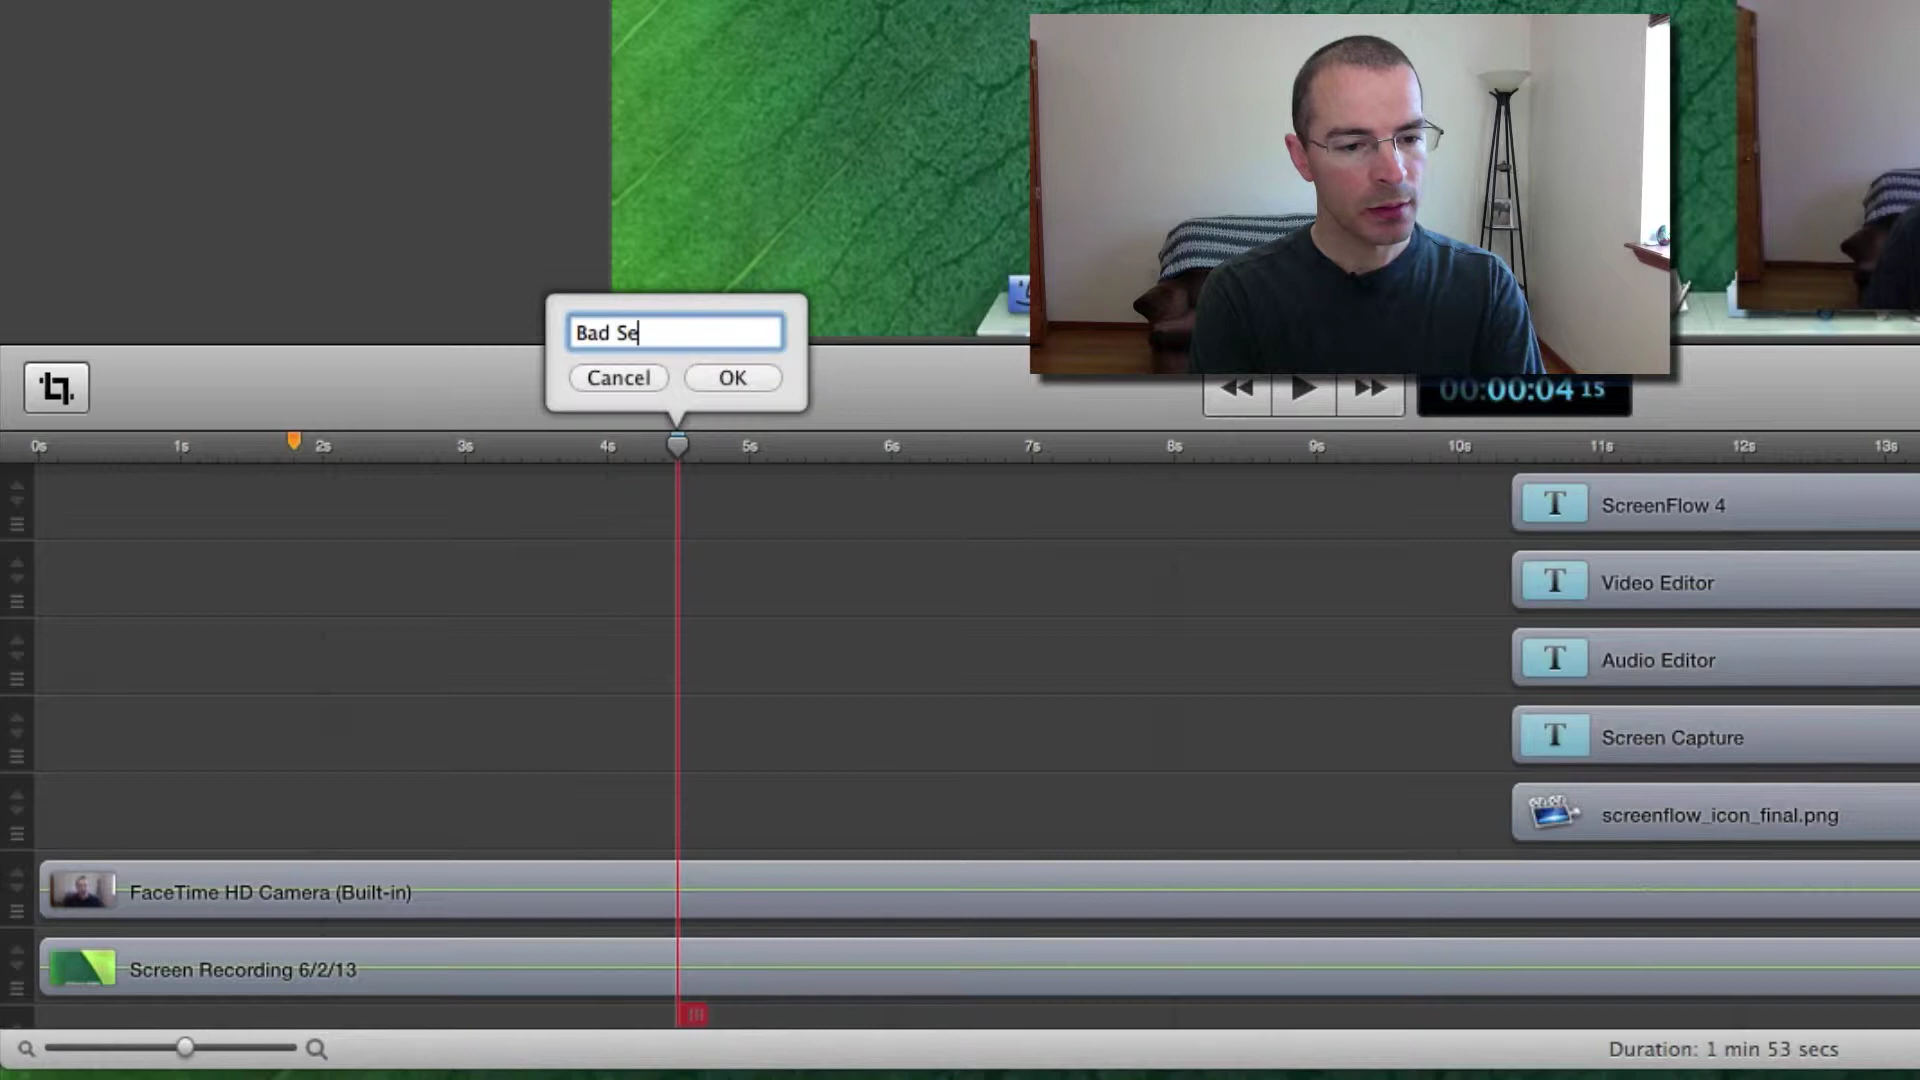 Bad Se
Cancel OK
00:00:04 15
0s 1s 2s 3s 4s 5s 6s 7s 8s 9s 10s 11s 12s 13s
T ScreenFlow 4
T Video Editor
T Audio Editor
T Screen Capture
screenflow_icon_final.png
FaceTime HD Camera (Built-in)
Screen Recording 6/2/13
Duration: 1 min 53 secs